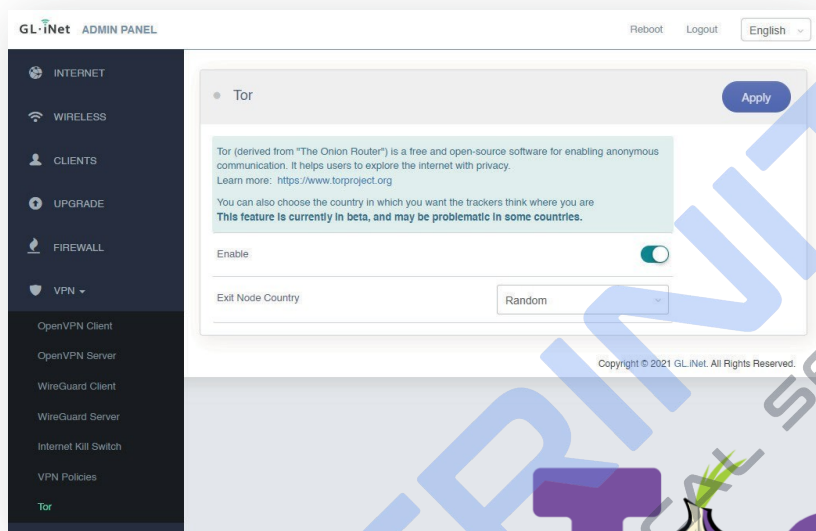 GL·iNet ADMIN PANEL
Reboot Logout English
INTERNET
WIRELESS
CLIENTS
UPGRADE
FIREWALL
VPN
OpenVPN Client
OpenVPN Server
WireGuard Client
WireGuard Server
Internet Kill Switch
VPN Policies
Tor
Tor
Apply
Tor (derived from "The Onion Router") is a free and open-source software for enabling anonymous
communication. It helps users to explore the internet with privacy.
Learn more: https://www.torproject.org
You can also choose the country in which you want the trackers think where you are
This feature is currently in beta, and may be problematic in some countries.
Enable
Exit Node Country Random
Copyright © 2021 GL.iNet. All Rights Reserved.